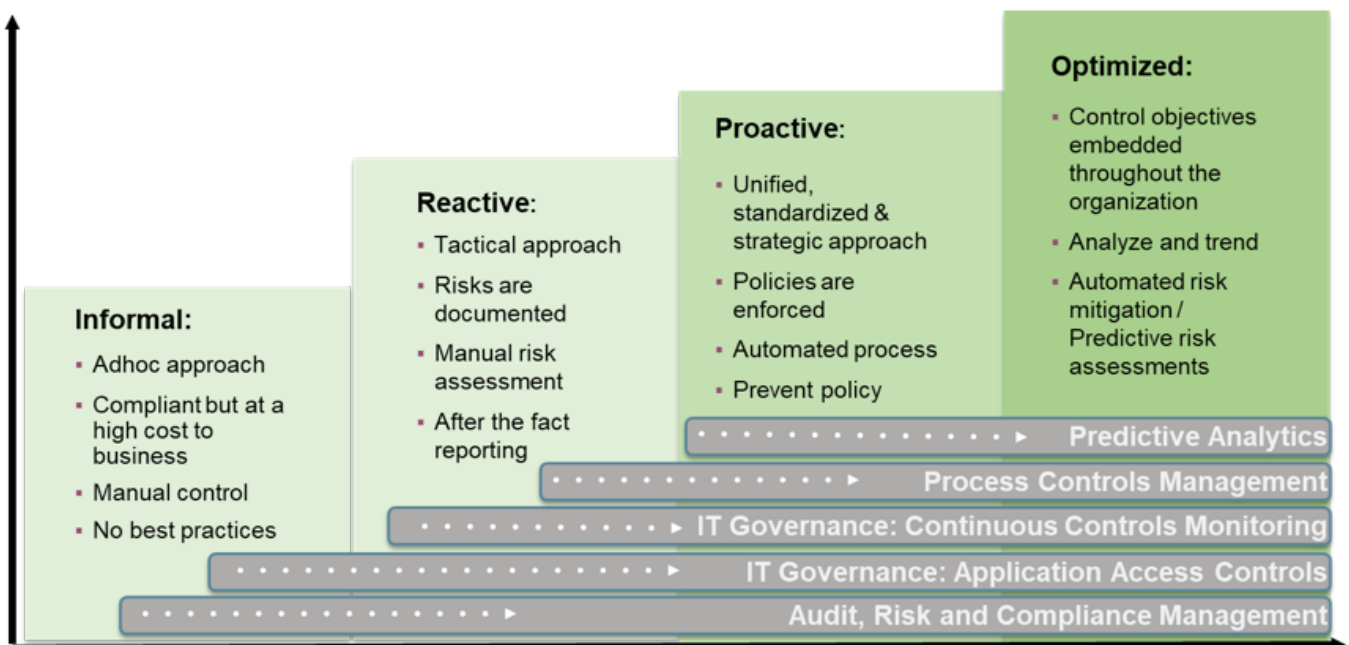 Informal:
▪ Adhoc approach
▪ Compliant but at a
high cost to
business
▪ Manual control
▪ No best practices
Reactive:
▪ Tactical approach
▪ Risks are
documented
▪ Manual risk
assessment
▪ After the fact
reporting
Proactive:
▪ Unified,
standardized &
strategic approach
▪ Policies are
enforced
▪ Automated process
▪ Prevent policy
Optimized:
▪ Control objectives
embedded
throughout the
organization
▪ Analyze and trend
▪ Automated risk
mitigation /
Predictive risk
assessments
Predictive Analytics
Process Controls Management
IT Governance: Continuous Controls Monitoring
IT Governance: Application Access Controls
Audit, Risk and Compliance Management